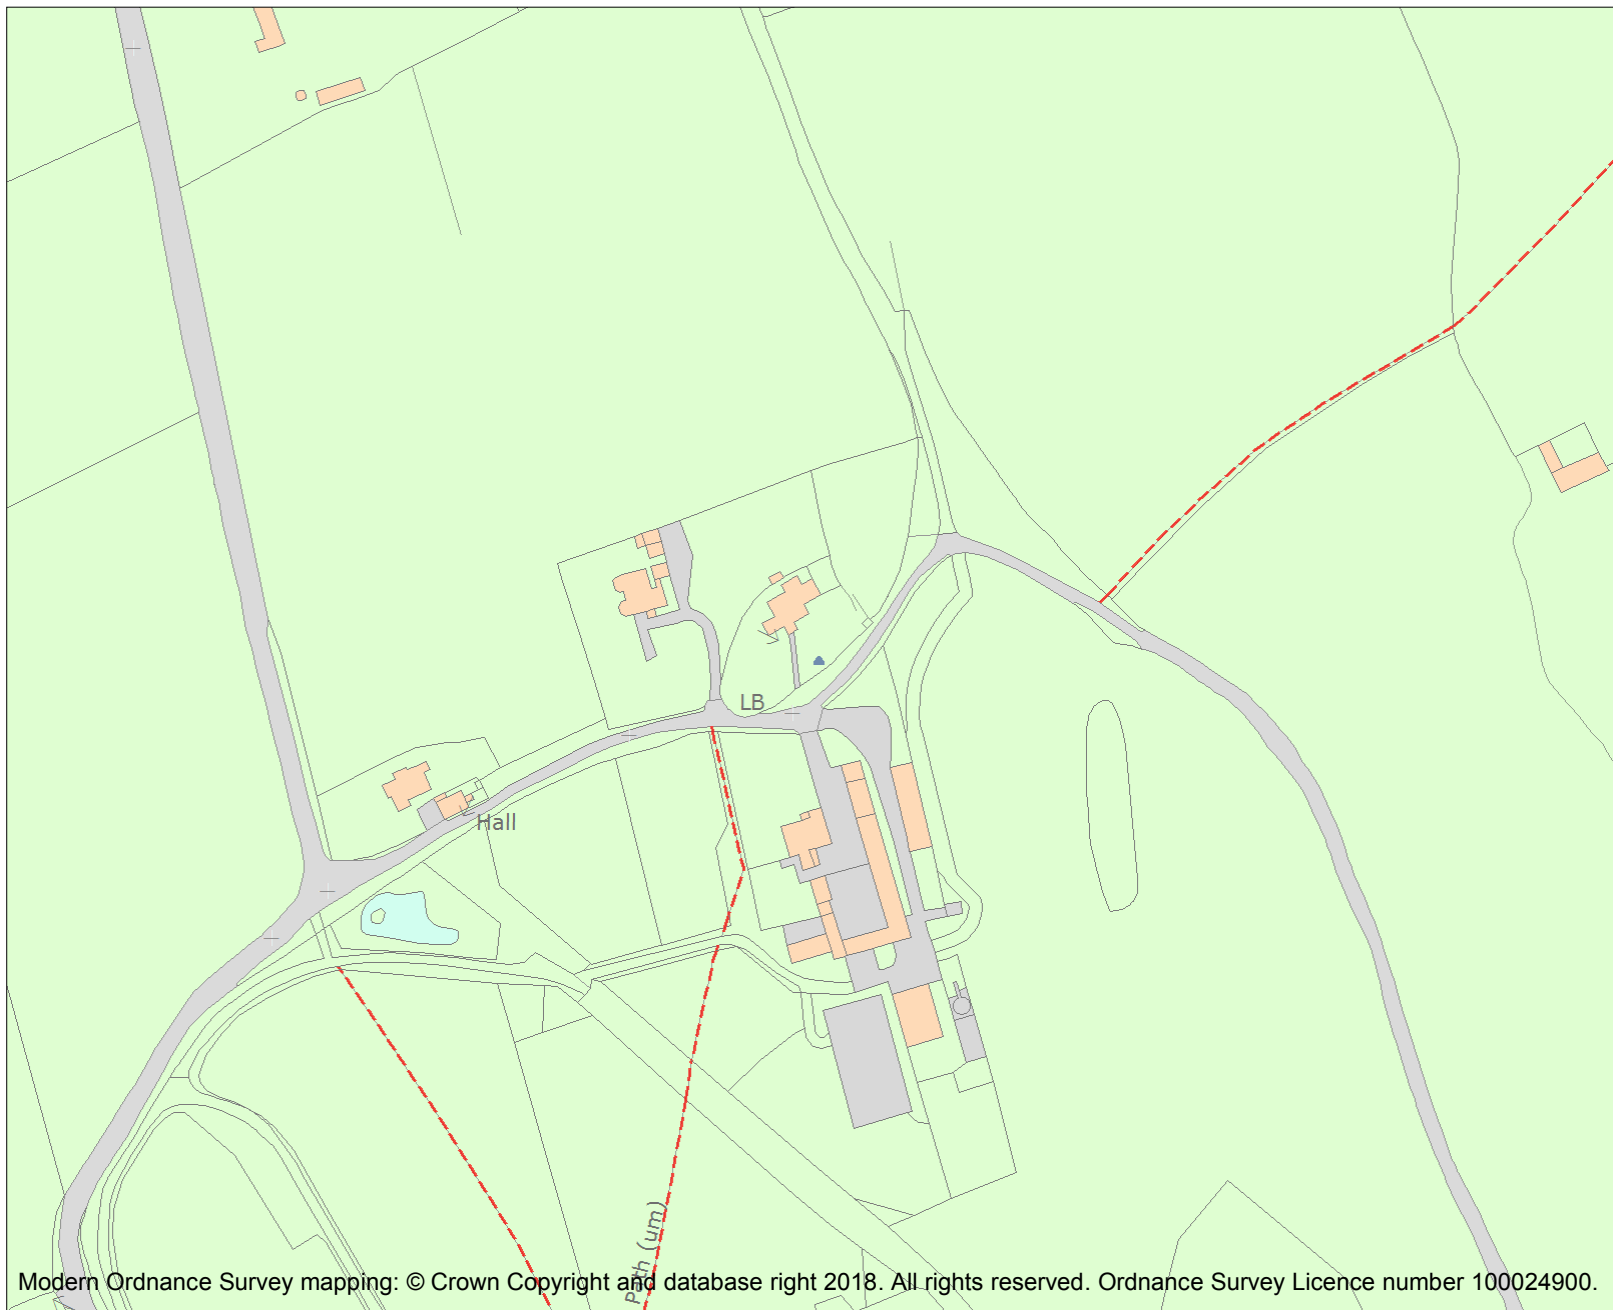 LB
Hall
Path (um)
Modern Ordnance Survey mapping: © Crown Copyright and database right 2018. All rights reserved. Ordnance Survey Licence number 100024900.